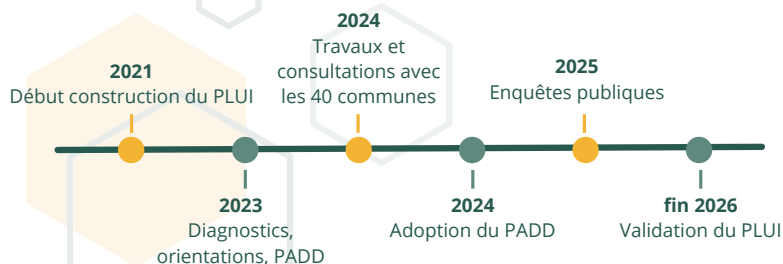 2021
Début construction du PLUI
2023
Diagnostics,
orientations, PADD
2024
Travaux et
consultations avec
les 40 communes
2024
Adoption du PADD
2025
Enquêtes publiques
fin 2026
Validation du PLUI